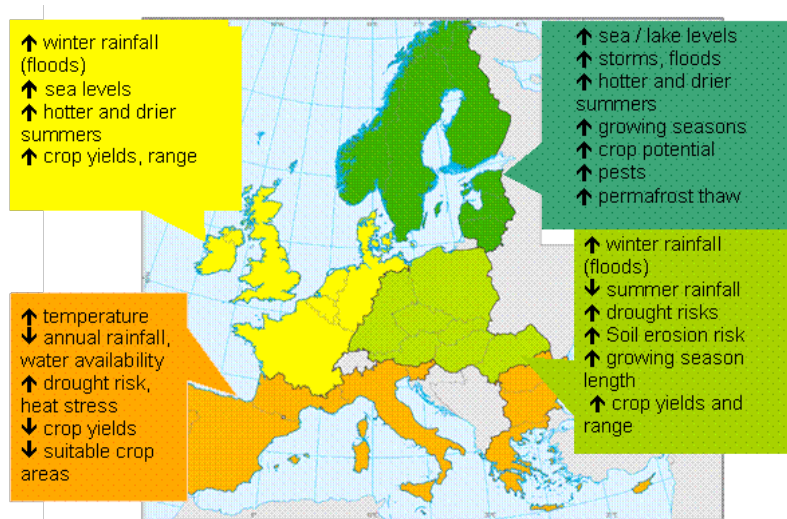 ↑ winter rainfall
(floods)
↑ sea levels
↑ hotter and drier
summers
↑ crop yields, range
↑ sea / lake levels
↑ storms, floods
↑ hotter and drier
summers
↑ growing seasons
↑ crop potential
↑ pests
↑ permafrost thaw
↑ temperature
↓ annual rainfall,
water availability
↑ drought risk,
heat stress
↓ crop yields
↓ suitable crop
areas
↑ winter rainfall
(floods)
↓ summer rainfall
↑ drought risks
↑ Soil erosion risk
↑ growing season
length
↑ crop yields and
range